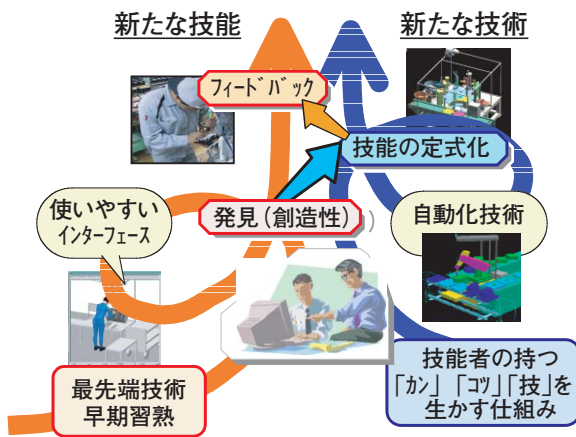 新たな技能
新たな技術
フィードバック
技能の定式化
使いやすい
インターフェース
発見(創造性)
自動化技術
最先端技術
早期習熟
技能者の持つ
「カン」「コツ」「技」を
生かす仕組み